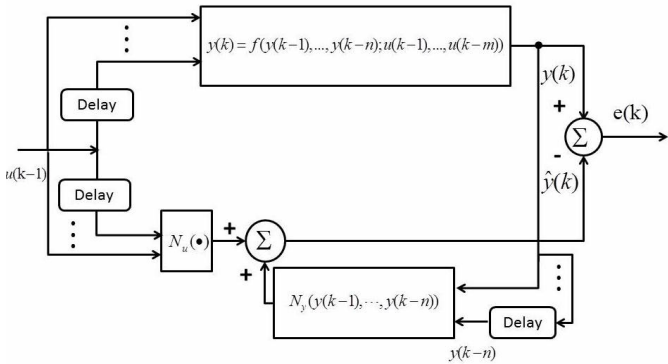 y(k) = f(y(k−1),..., y(k−n); u(k−1),..., u(k−m))
⋮
y(k)
Delay
+
e(k)
Σ
-
u(k−1)
Delay
ŷ(k)
⋮
N_u(•)
+
Σ
+
⋮
N_y(y(k−1),⋯, y(k−n))
Delay
y(k−n)